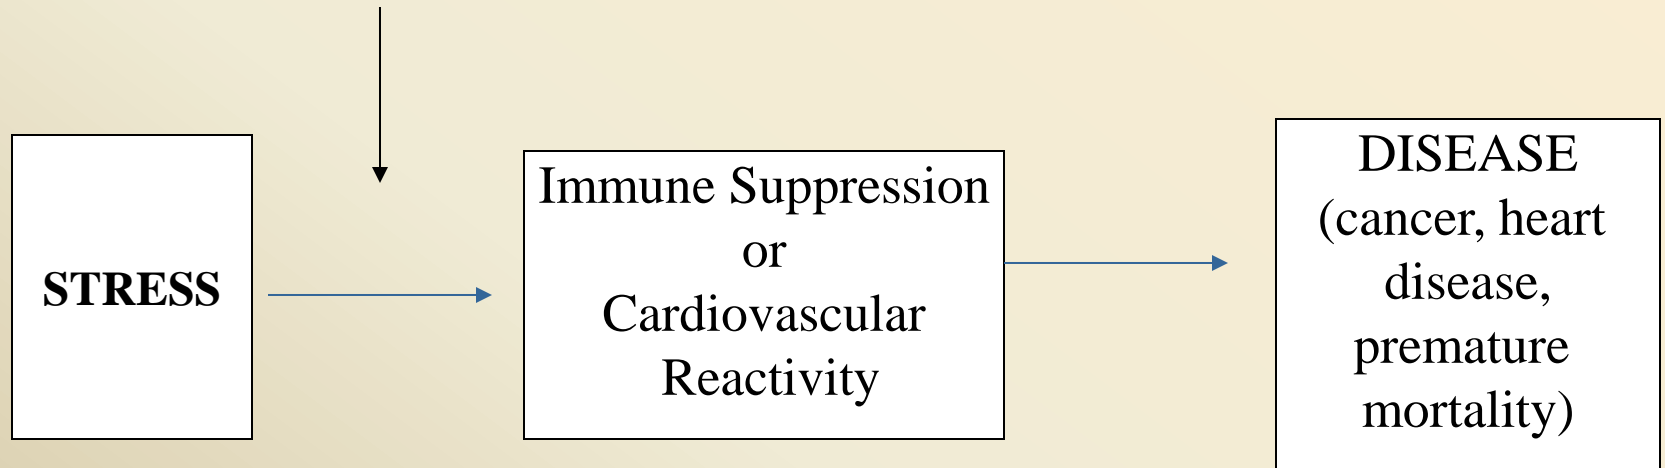 STRESS
Immune Suppression
or
Cardiovascular
Reactivity
DISEASE
(cancer, heart
disease,
premature
mortality)